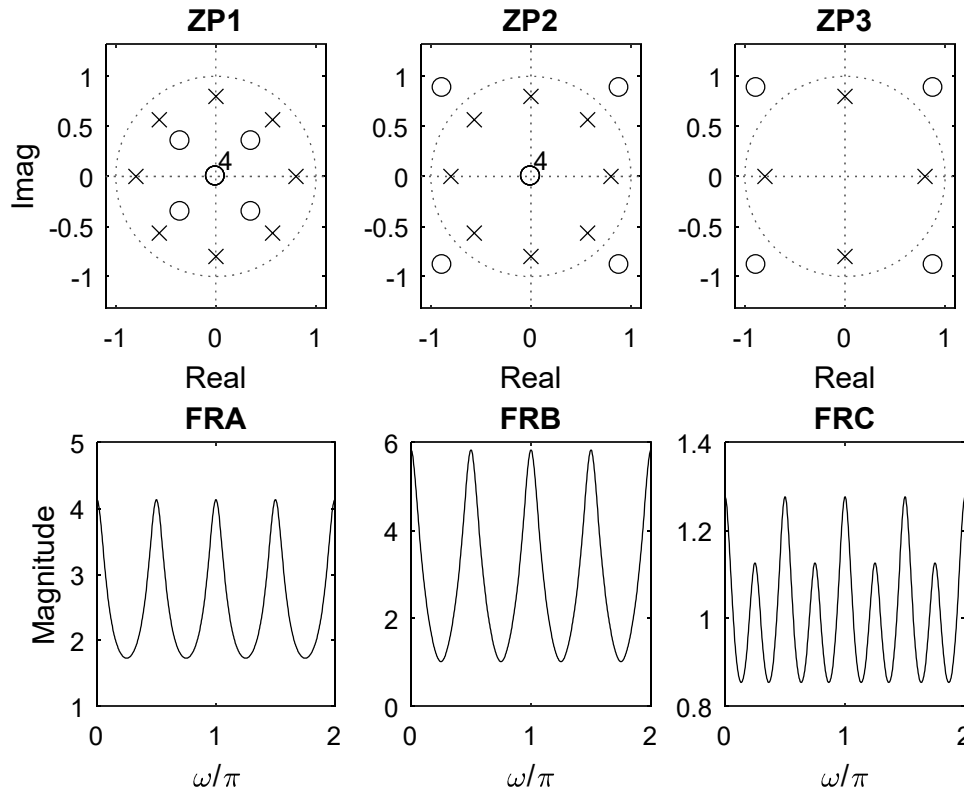 ZP1 ZP2 ZP3
1 1 1
0.5 0.5 0.5
4 4
0 0 0
-0.5 -0.5 -0.5
-1 -1 -1
Imag
-1 0 1 -1 0 1 -1 0 1
Real Real Real
FRA FRB FRC
5 6 1.4
4 4 1.2
3 2 1
2 0 0.8
1
Magnitude
0 1 2 0 1 2 0 1 2
ω/π ω/π ω/π